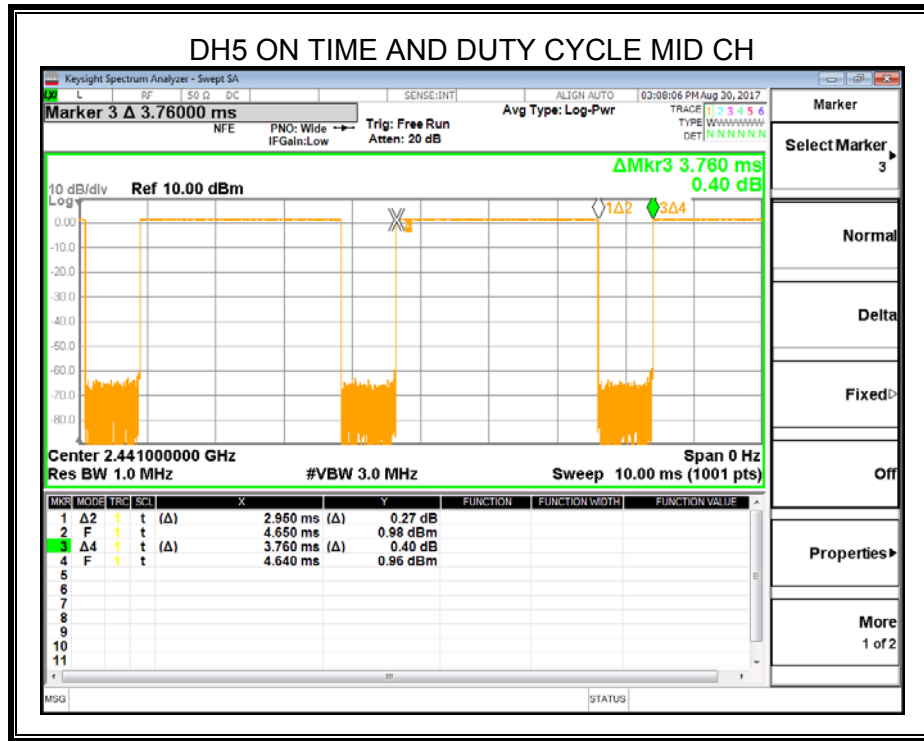 DH5 ON TIME AND DUTY CYCLE MID CH
Keysight Spectrum Analyzer - Swept SA
L RF 50 Ω DC SENSE:INT ALIGN AUTO 03:08:06 PM Aug 30, 2017
Marker 3 Δ 3.76000 ms
NFE
PNO: Wide
IFGain:Low
Trig: Free Run
Atten: 20 dB
Avg Type: Log-Pwr
TRACE 1 2 3 4 5 6
TYPE WWWWWW
DET N N N N N N
ΔMkr3 3.760 ms
0.40 dB
10 dB/div Ref 10.00 dBm
Log
1Δ2 3Δ4
0.00
-10.0
-20.0
-30.0
-40.0
-50.0
-60.0
-70.0
-80.0
Center 2.441000000 GHz Span 0 Hz
Res BW 1.0 MHz #VBW 3.0 MHz Sweep 10.00 ms (1001 pts)
MKR MODE TRC SCL X Y FUNCTION FUNCTION WIDTH FUNCTION VALUE
1 Δ2 1 t (Δ) 2.950 ms (Δ) 0.27 dB
2 F 1 t 4.650 ms 0.98 dBm
3 Δ4 1 t (Δ) 3.760 ms (Δ) 0.40 dB
4 F 1 t 4.640 ms 0.96 dBm
5
6
7
8
9
10
11
MSG STATUS
Marker
Select Marker
3
Normal
Delta
Fixed
Off
Properties
More
1 of 2